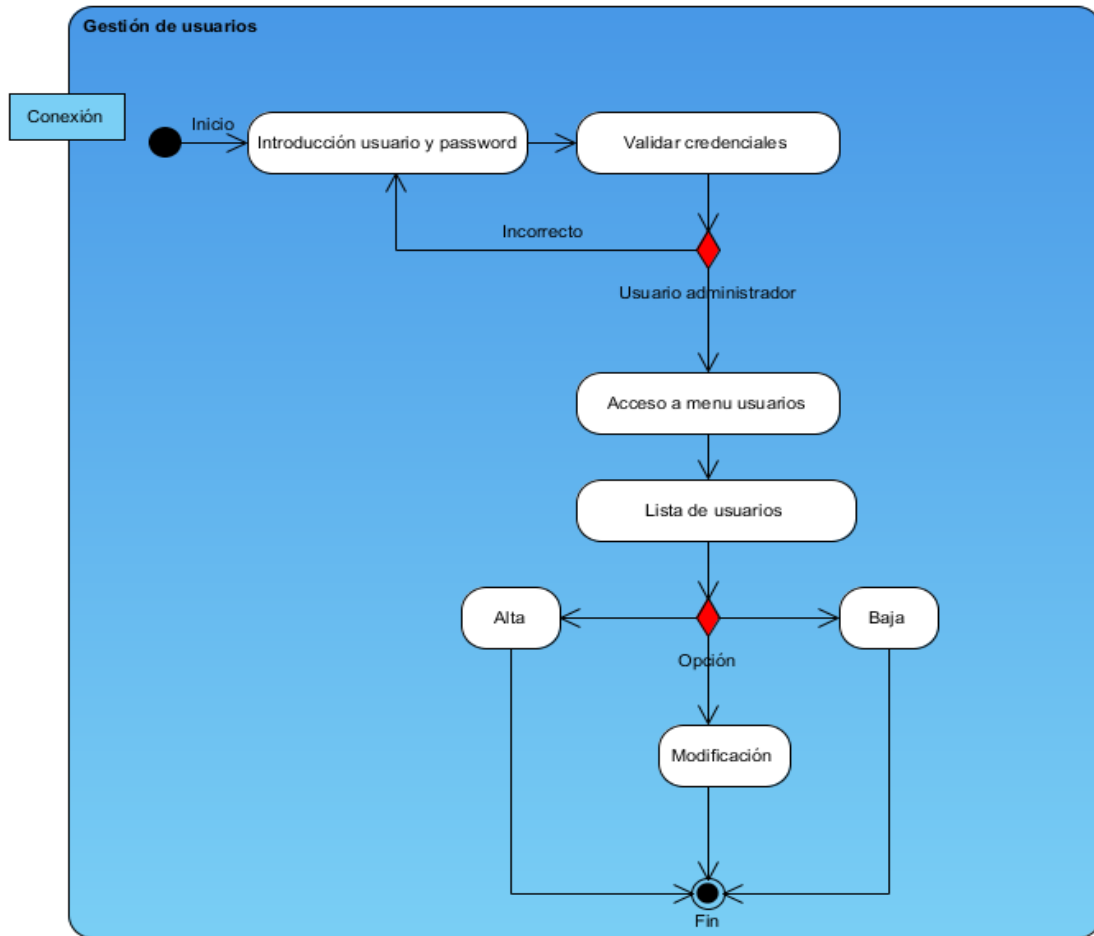 Gestión de usuarios
Conexión
Inicio
Introducción usuario y password
Validar credenciales
Incorrecto
Usuario administrador
Acceso a menu usuarios
Lista de usuarios
Alta
Baja
Opción
Modificación
Fin